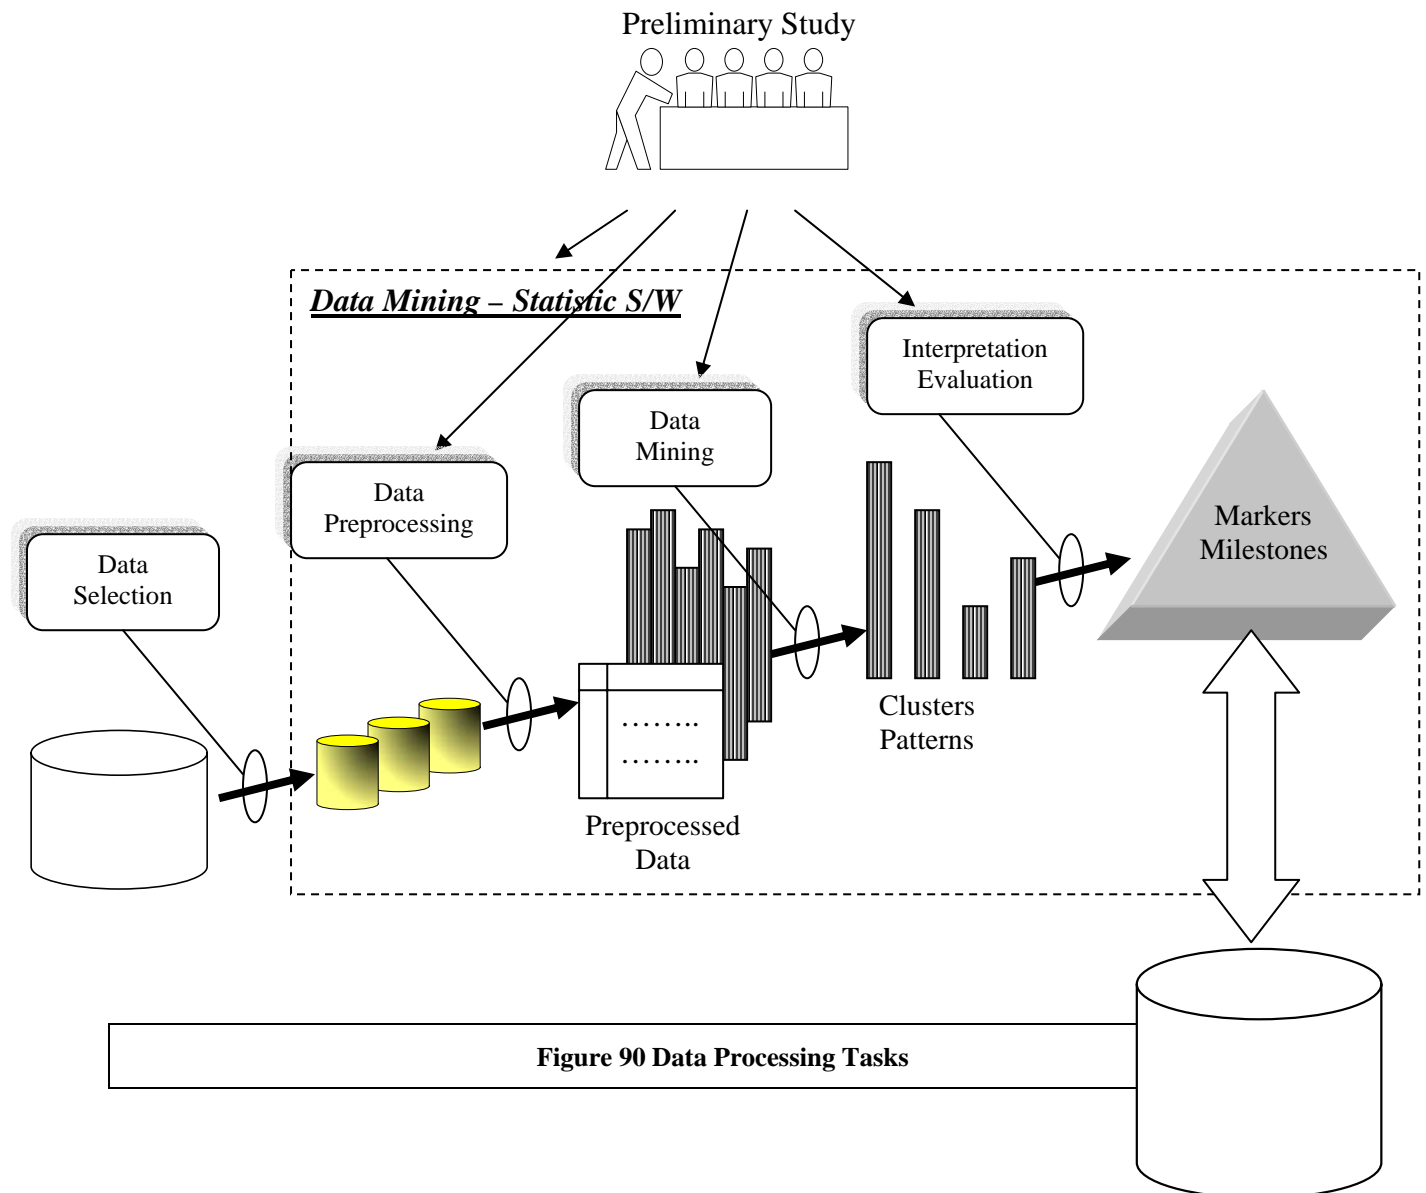 Preliminary Study
Data Mining – Statistic S/W
Interpretation
Evaluation
Data
Mining
Data
Preprocessing
Data
Selection
Markers
Milestones
Clusters
Patterns
........
........
Preprocessed
Data
Figure 90 Data Processing Tasks